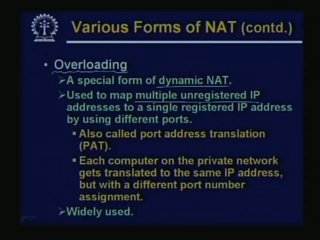 Various Forms of NAT (contd.)
• Overloading
➢A special form of dynamic NAT.
➢Used to map multiple unregistered IP
addresses to a single registered IP address
by using different ports.
▪ Also called port address translation
(PAT).
▪ Each computer on the private network
gets translated to the same IP address,
but with a different port number
assignment.
➢Widely used.